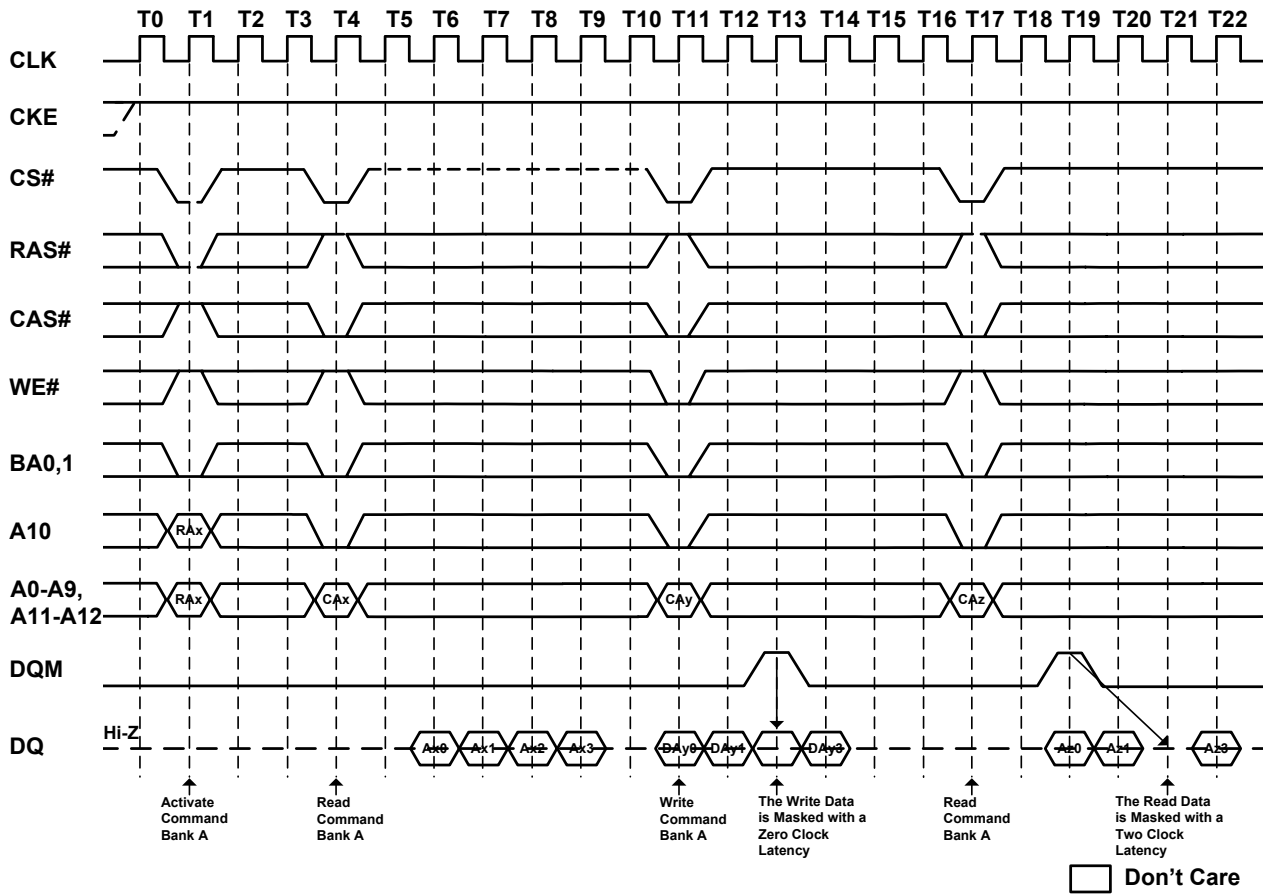 T0 T1 T2 T3 T4 T5 T6 T7 T8 T9 T10 T11 T12 T13 T14 T15 T16 T17 T18 T19 T20 T21 T22
CLK
CKE
CS#
RAS#
CAS#
WE#
BA0,1
A10 RAx
A0-A9, RAx CAx CAy CAz
A11-A12
DQM
Hi-Z
DQ Ax0 Ax1 Ax2 Ax3 DAy0 DAy1 DAy3 Az0 Az1 Az3
Activate
Command
Bank A
Read
Command
Bank A
Write
Command
Bank A
The Write Data
is Masked with a
Zero Clock
Latency
Read
Command
Bank A
The Read Data
is Masked with a
Two Clock
Latency
Don't Care